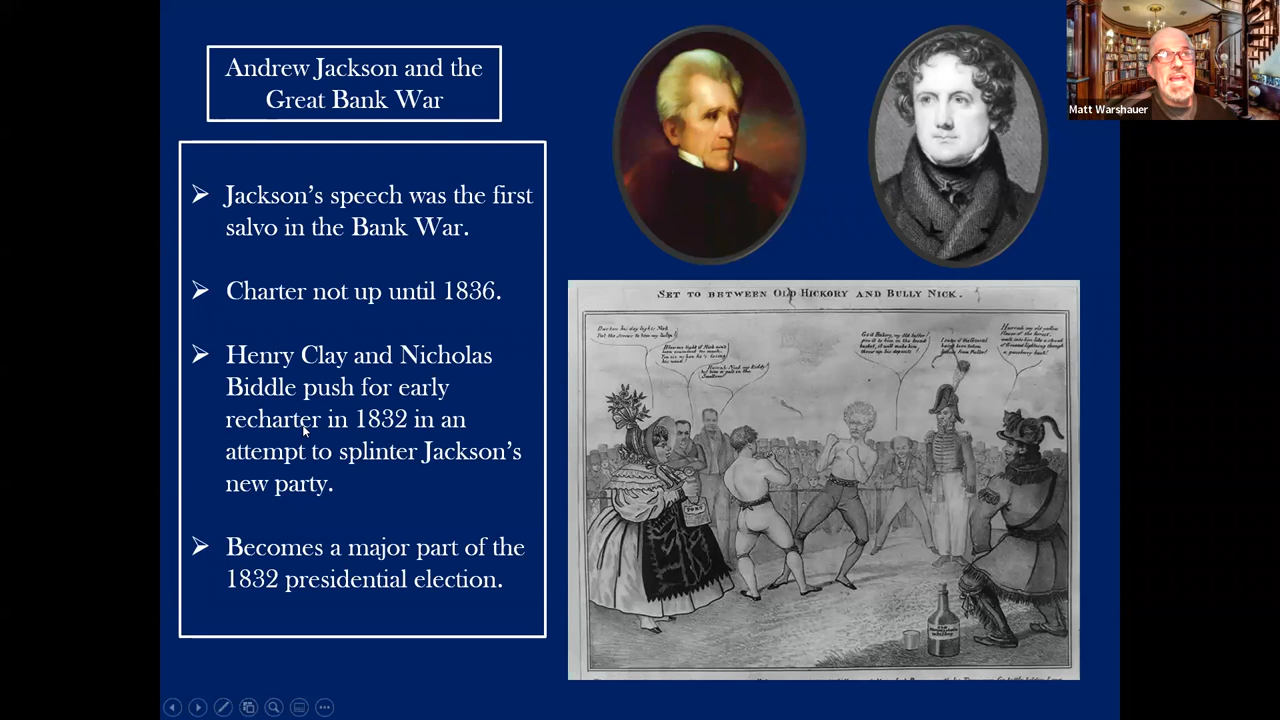 Andrew Jackson and the
Great Bank War
Jackson’s speech was the first
salvo in the Bank War.
Charter not up until 1836.
Henry Clay and Nicholas
Biddle push for early
recharter in 1832 in an
attempt to splinter Jackson’s
new party.
Becomes a major part of the
1832 presidential election.
Matt Warshauer
SET TO BETWEEN OLD HICKORY AND BULLY NICK.
PORT